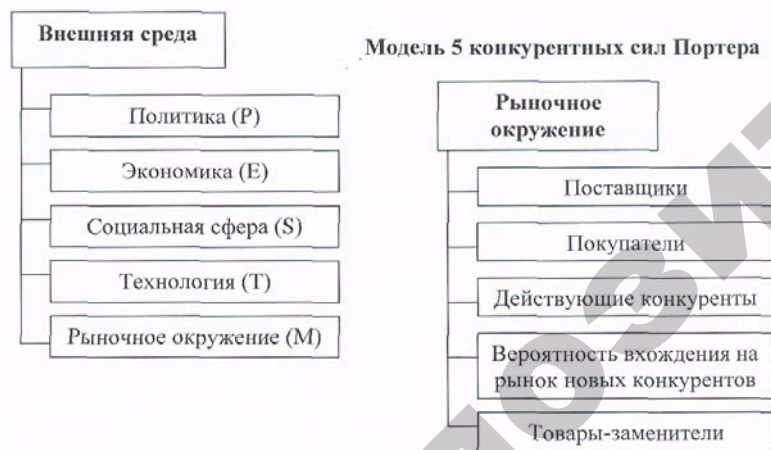 Внешняя среда
Политика (P)
Экономика (E)
Социальная сфера (S)
Технология (T)
Рыночное окружение (M)
Модель 5 конкурентных сил Портера
Рыночное
окружение
Поставщики
Покупатели
Действующие конкуренты
Вероятность вхождения на
рынок новых конкурентов
Товары-заменители